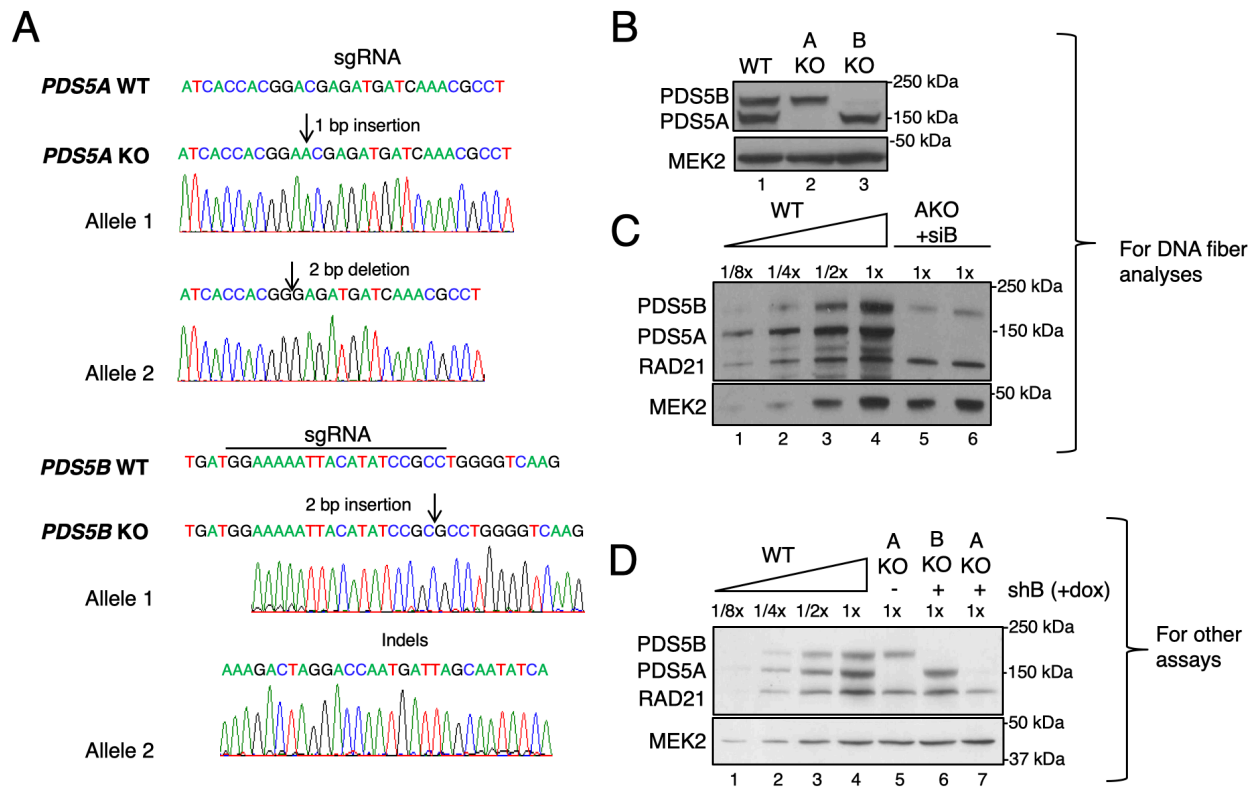 A
sgRNA
PDS5A WT
ATCACCACGGACGAGATGATCAAACGCCT
1 bp insertion
PDS5A KO
ATCACCACGGAACGAGATGATCAAACGCCT
Allele 1
2 bp deletion
ATCACCACGGGAGATGATCAAACGCCT
Allele 2
sgRNA
PDS5B WT
TGATGGAAAAATTACATATCCGCCTGGGGTCAAG
2 bp insertion
PDS5B KO
TGATGGAAAAATTACATATCCGCGCCTGGGGTCAAG
Allele 1
Indels
AAAGACTAGGACCAATGATTAGCAATATCA
Allele 2
B
WT
A
KO
B
KO
250 kDa
PDS5B
PDS5A
-150 kDa
-50 kDa
MEK2
1 2 3
C
WT
AKO
+siB
1/8x 1/4x 1/2x 1x 1x 1x
-250 kDa
PDS5B
PDS5A
-150 kDa
RAD21
-50 kDa
MEK2
1 2 3 4 5 6
For DNA fiber
analyses
D
WT
A
KO
B
KO
A
KO
- + + shB (+dox)
1/8x 1/4x 1/2x 1x 1x 1x 1x
-250 kDa
PDS5B
PDS5A
-150 kDa
RAD21
-50 kDa
MEK2
-37 kDa
1 2 3 4 5 6 7
For other
assays